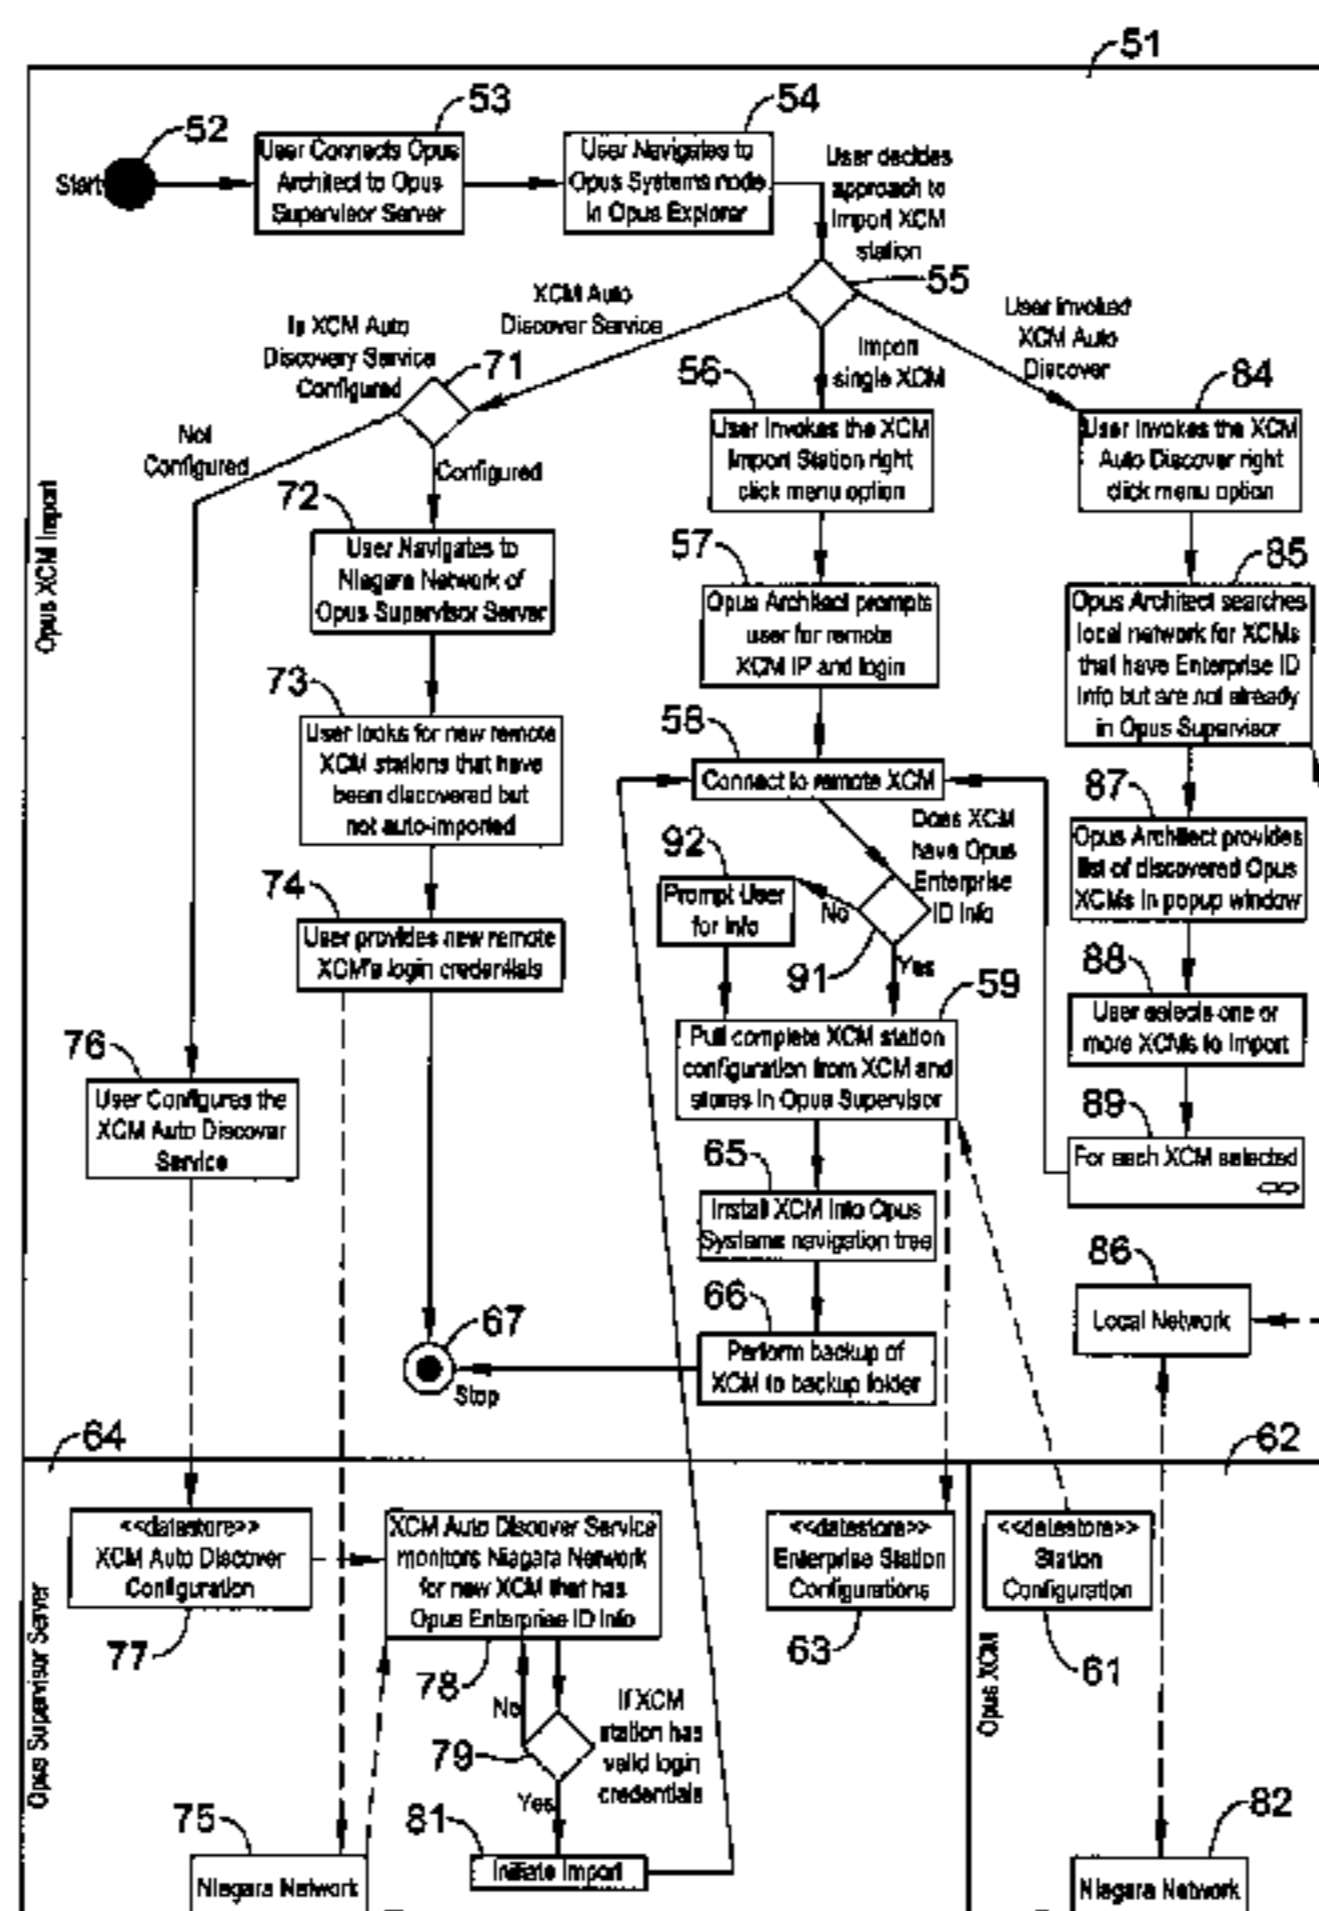 51
52
Start
53
User Connects Opus
Architect to Opus
Supervisor Server
54
User Navigates to
Opus Systems node
in Opus Explorer
User decides
approach to
Import XCM
station
55
XCM Auto
Discover Service
Is XCM Auto
Discovery Service
Configured
71
Import
single XCM
User invoked
XCM Auto
Discover
Not
Configured
Configured
56
User Invokes the XCM
Import Station right
click menu option
84
User Invokes the XCM
Auto Discover right
click menu option
Opus XCM Import
72
User Navigates to
Niagara Network of
Opus Supervisor Server
57
Opus Architect prompts
user for remote
XCM IP and login
85
Opus Architect searches
local network for XCMs
that have Enterprise ID
Info but are not already
in Opus Supervisor
73
User looks for new remote
XCM stations that have
been discovered but
not auto-imported
58
Connect to remote XCM
87
Opus Architect provides
list of discovered Opus
XCMs in popup window
Does XCM
have Opus
Enterprise
ID Info
92
Prompt User
for Info
No
91
Yes
74
User provides new remote
XCM's login credentials
59
Pull complete XCM station
configuration from XCM and
stores in Opus Supervisor
88
User selects one or
more XCMs to Import
76
User Configures the
XCM Auto Discover
Service
89
For each XCM selected
65
Install XCM Into Opus
Systems navigation tree
86
Local Network
66
Perform backup of
XCM to backup folder
67
Stop
64
62
<<datastore>>
XCM Auto Discover
Configuration
77
XCM Auto Discover Service
monitors Niagara Network
for new XCM that has
Opus Enterprise ID Info
78
<<datastore>>
Enterprise Station
Configurations
63
<<datastore>>
Station
Configuration
61
Opus Supervisor Server
Opus XCM
No
79
If XCM
station has
valid login
credentials
Yes
81
Initiate Import
75
Niagara Network
82
Niagara Network